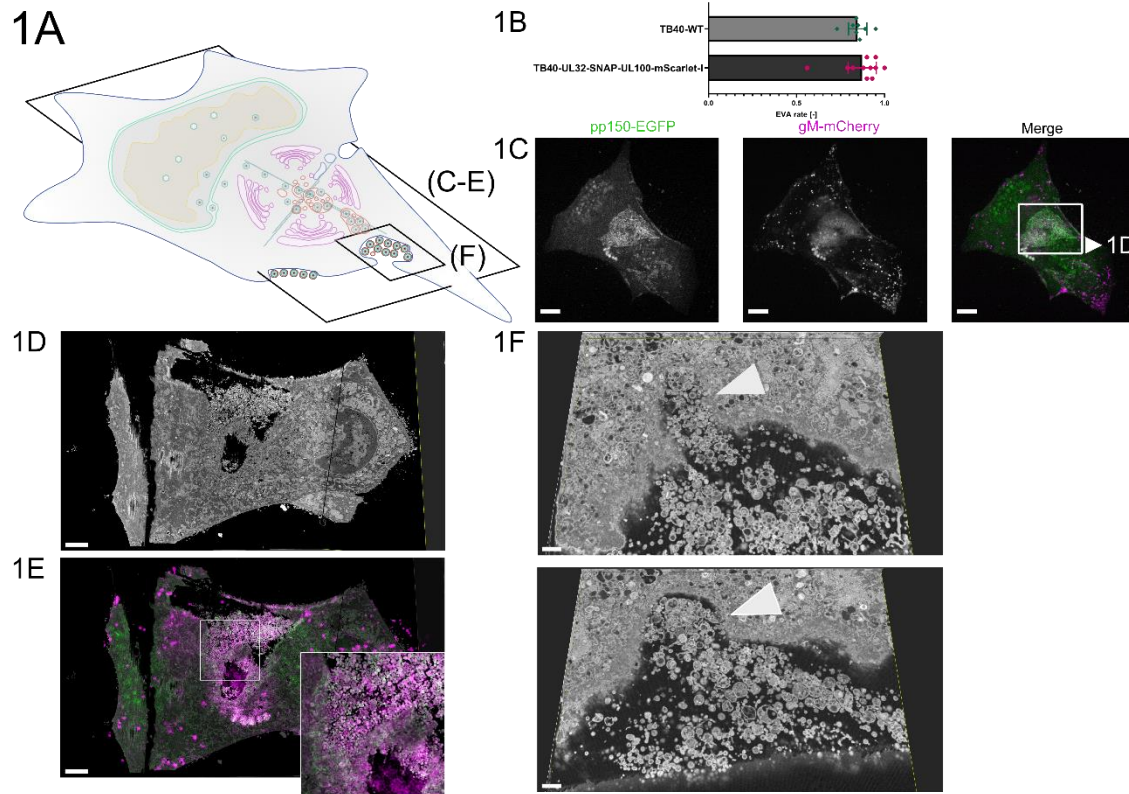 1A
(C-E)
(F)
1B
TB40-WT
TB40-UL32-SNAP-UL100-mScarlet-I
0.0
0.5
1.0
EVA rate [-]
1C
pp150-EGFP
gM-mCherry
Merge
1D
1D
1F
1E